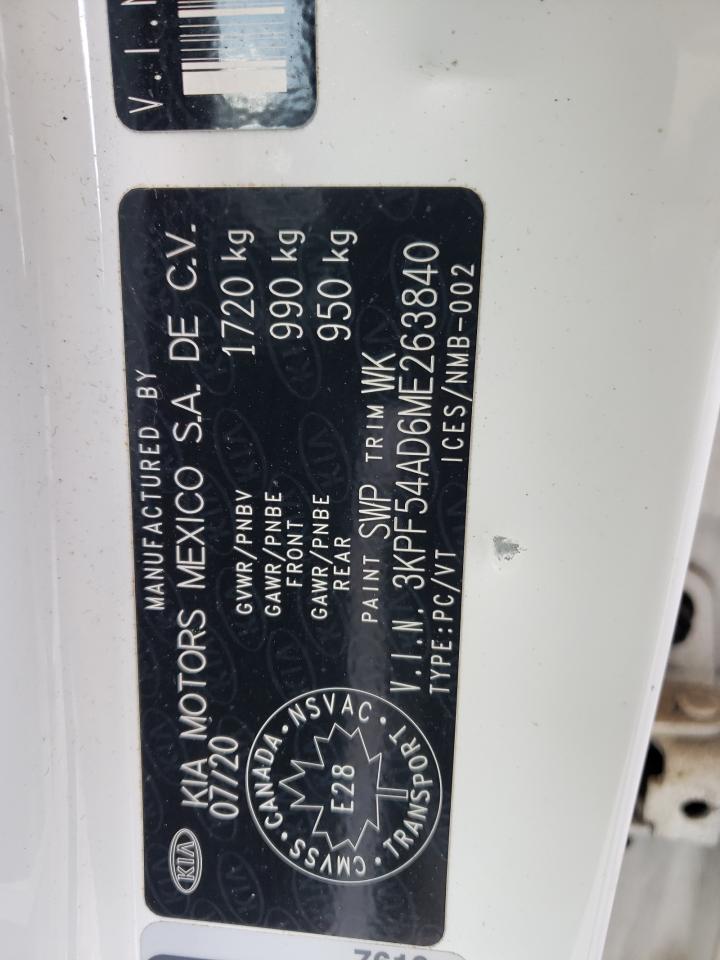 V.I.N
MANUFACTURED BY
KIA KIA MOTORS MEXICO S.A. DE C.V.
07/20
GVWR/PNBV 1720 kg
GAWR/PNBE 990 kg
FRONT
GAWR/PNBE 950 kg
REAR
PAINT SWP TRIM WK
V.I.N. 3KPF54AD6ME263840
TYPE:PC/VT ICES/NMB-002
CANADA · NSVAC · TRANSPORT · CMVSS ·
E28